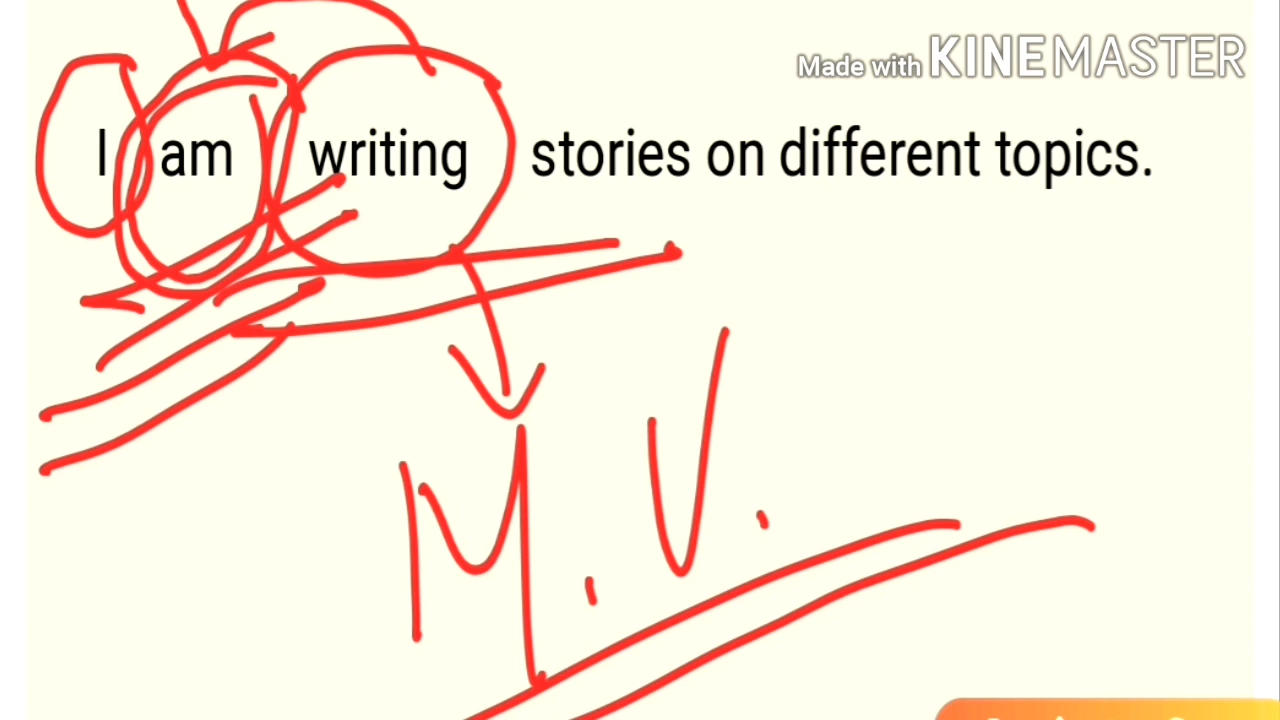 Made with KINEMASTER
I am writing stories on different topics.
M.V.